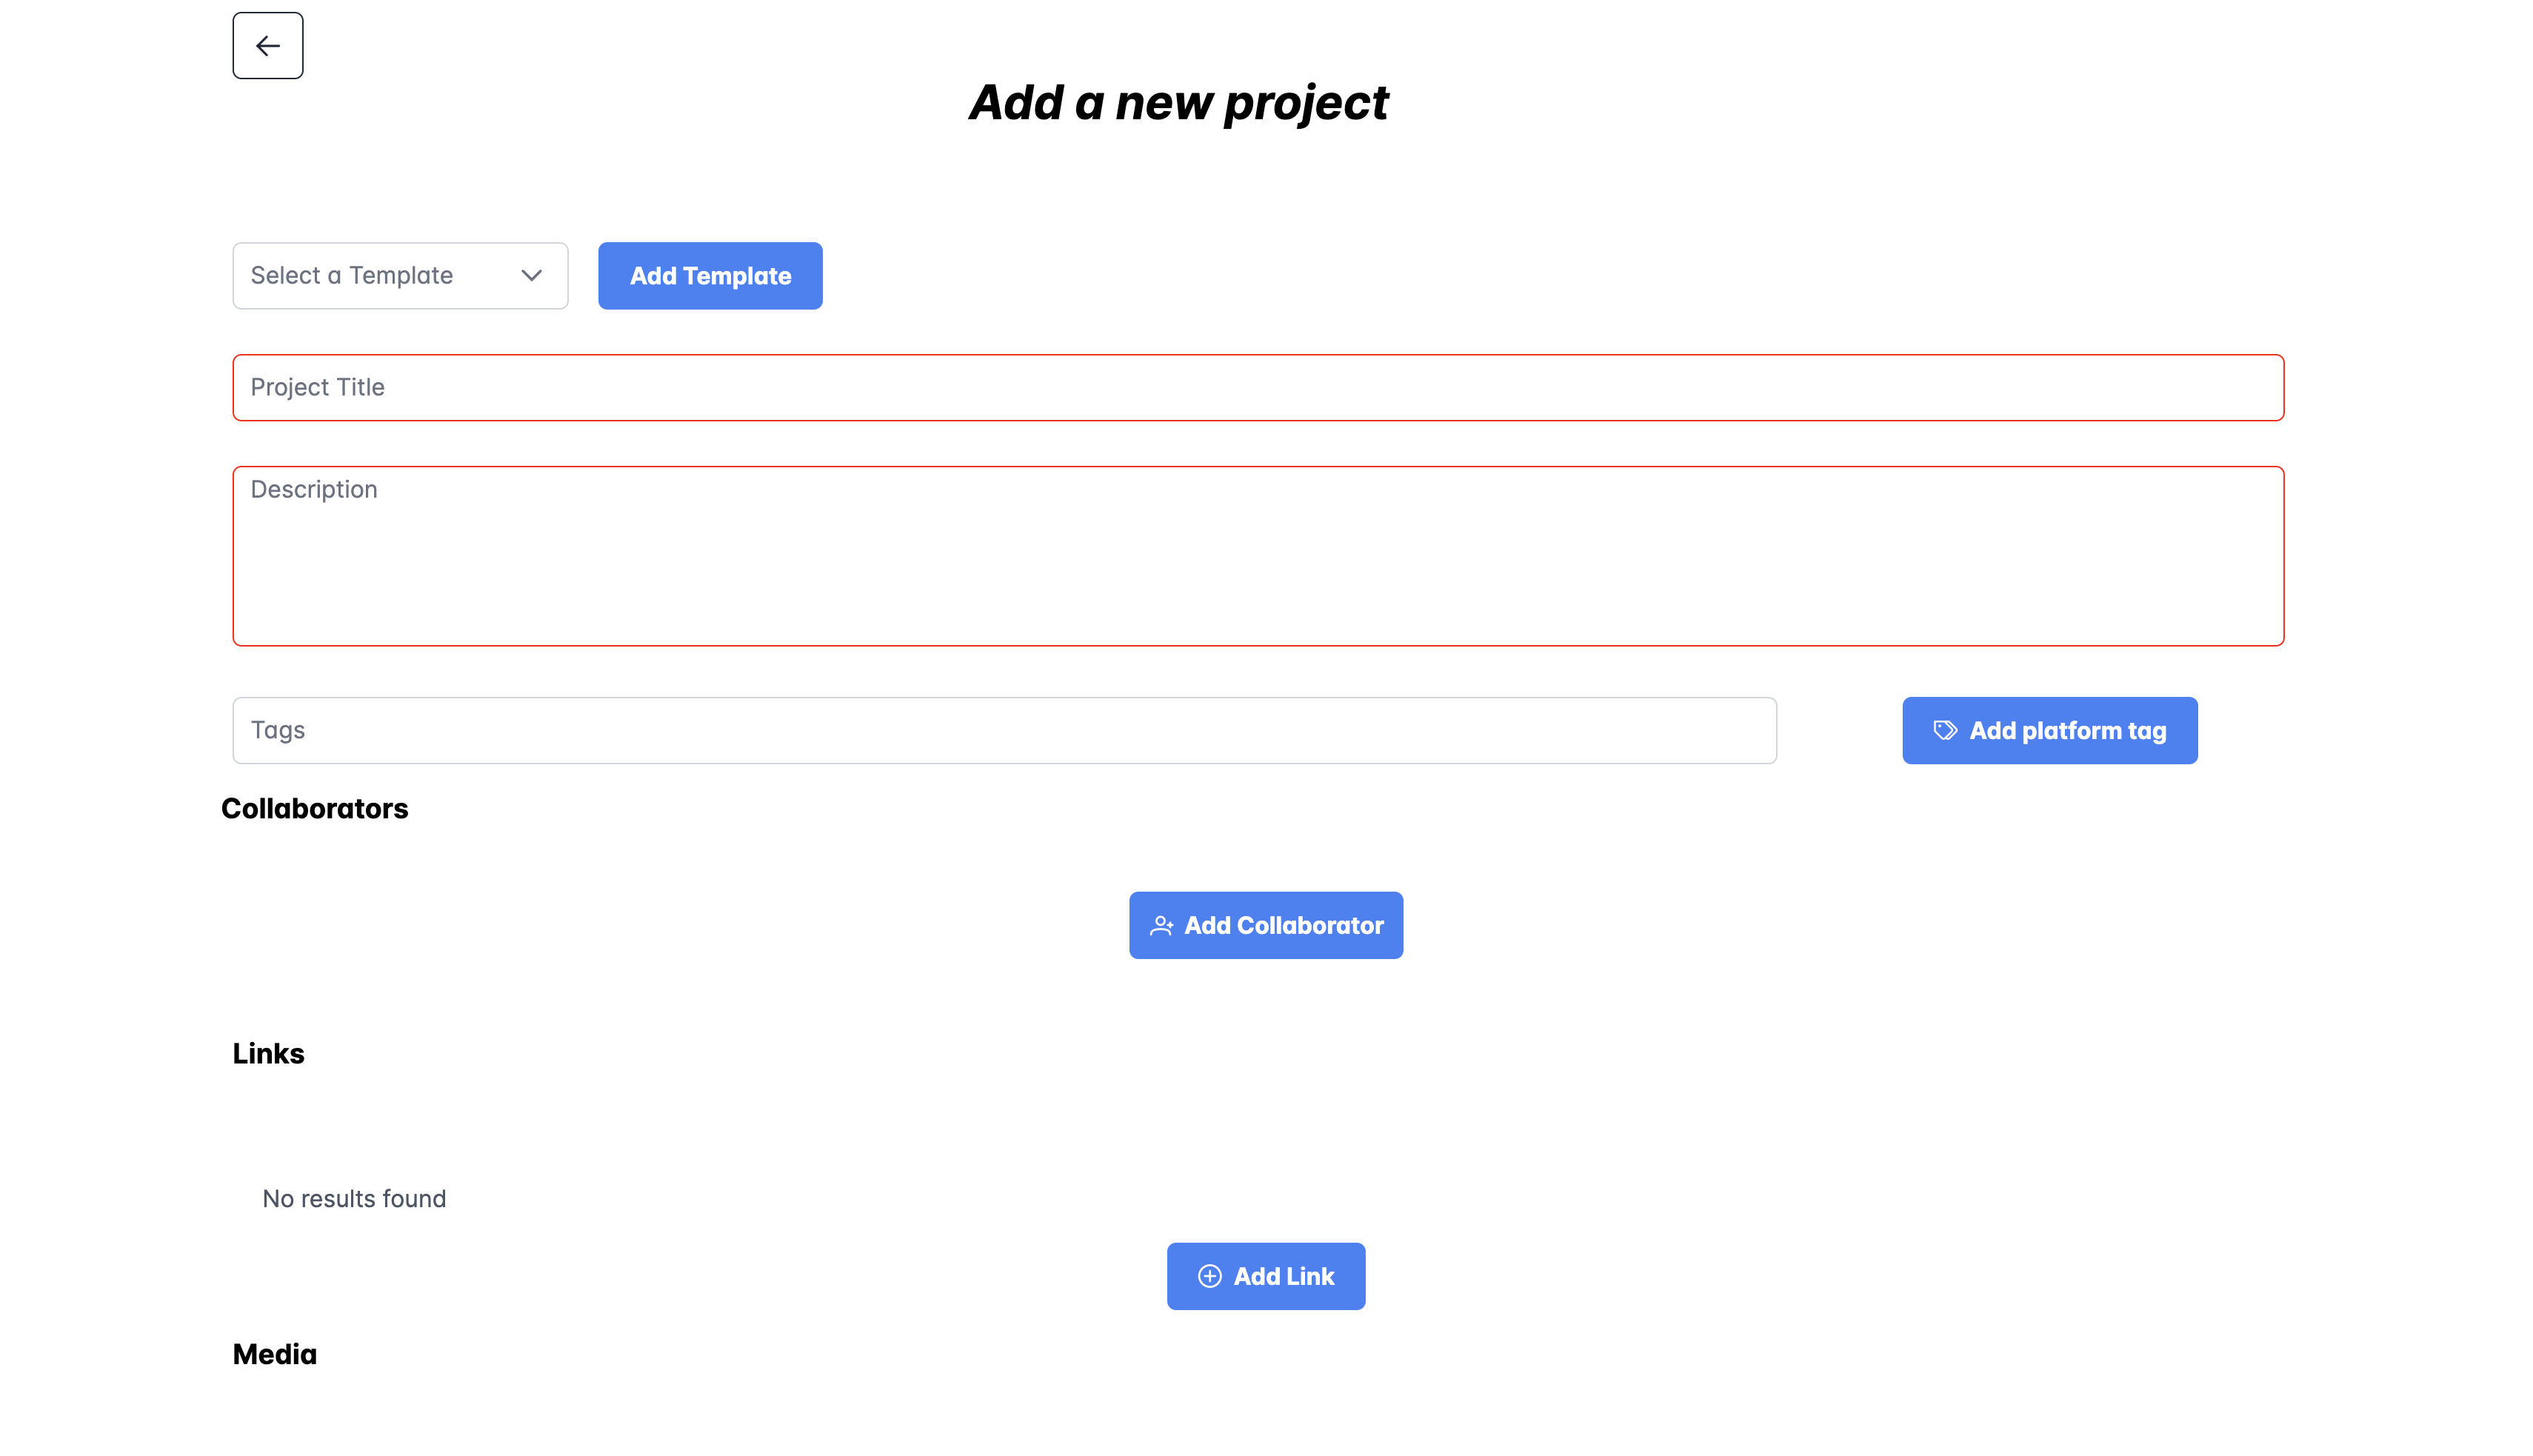 Add a new project
Select a Template
Add Template
Project Title
Description
Tags
Add platform tag
Collaborators
Add Collaborator
Links
No results found
Add Link
Media